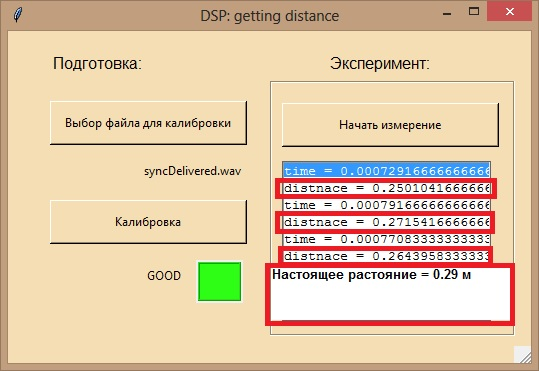 DSP: getting distance
Подготовка:
Выбор файла для калибровки
syncDelivered.wav
Калибровка
GOOD
Эксперимент:
Начать измерение
time = 0.00072916666666666
distnace = 0.2501041666666
time = 0.00079166666666666
distnace = 0.2715416666666
time = 0.00077083333333333
distnace = 0.2643958333333
Настоящее растояние = 0.29 м